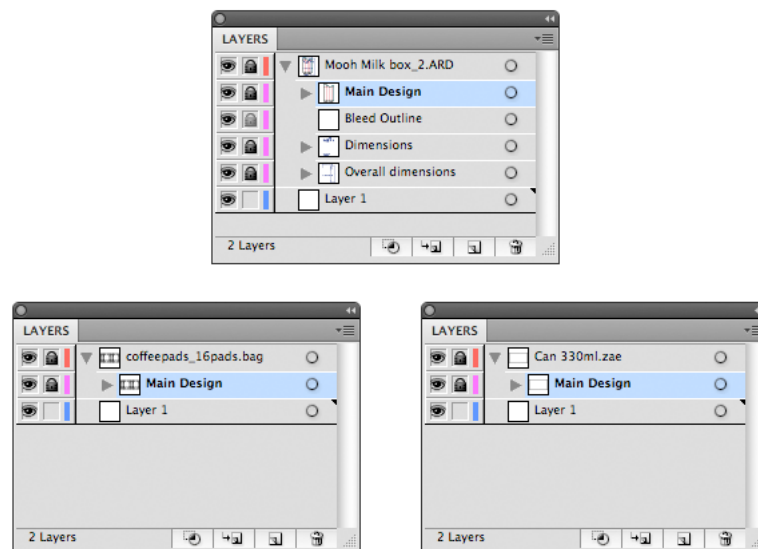 LAYERS
Mooh Milk box_2.ARD
Main Design
Bleed Outline
Dimensions
Overall dimensions
Layer 1
2 Layers
LAYERS
coffeepads_16pads.bag
Main Design
Layer 1
2 Layers
LAYERS
Can 330ml.zae
Main Design
Layer 1
2 Layers